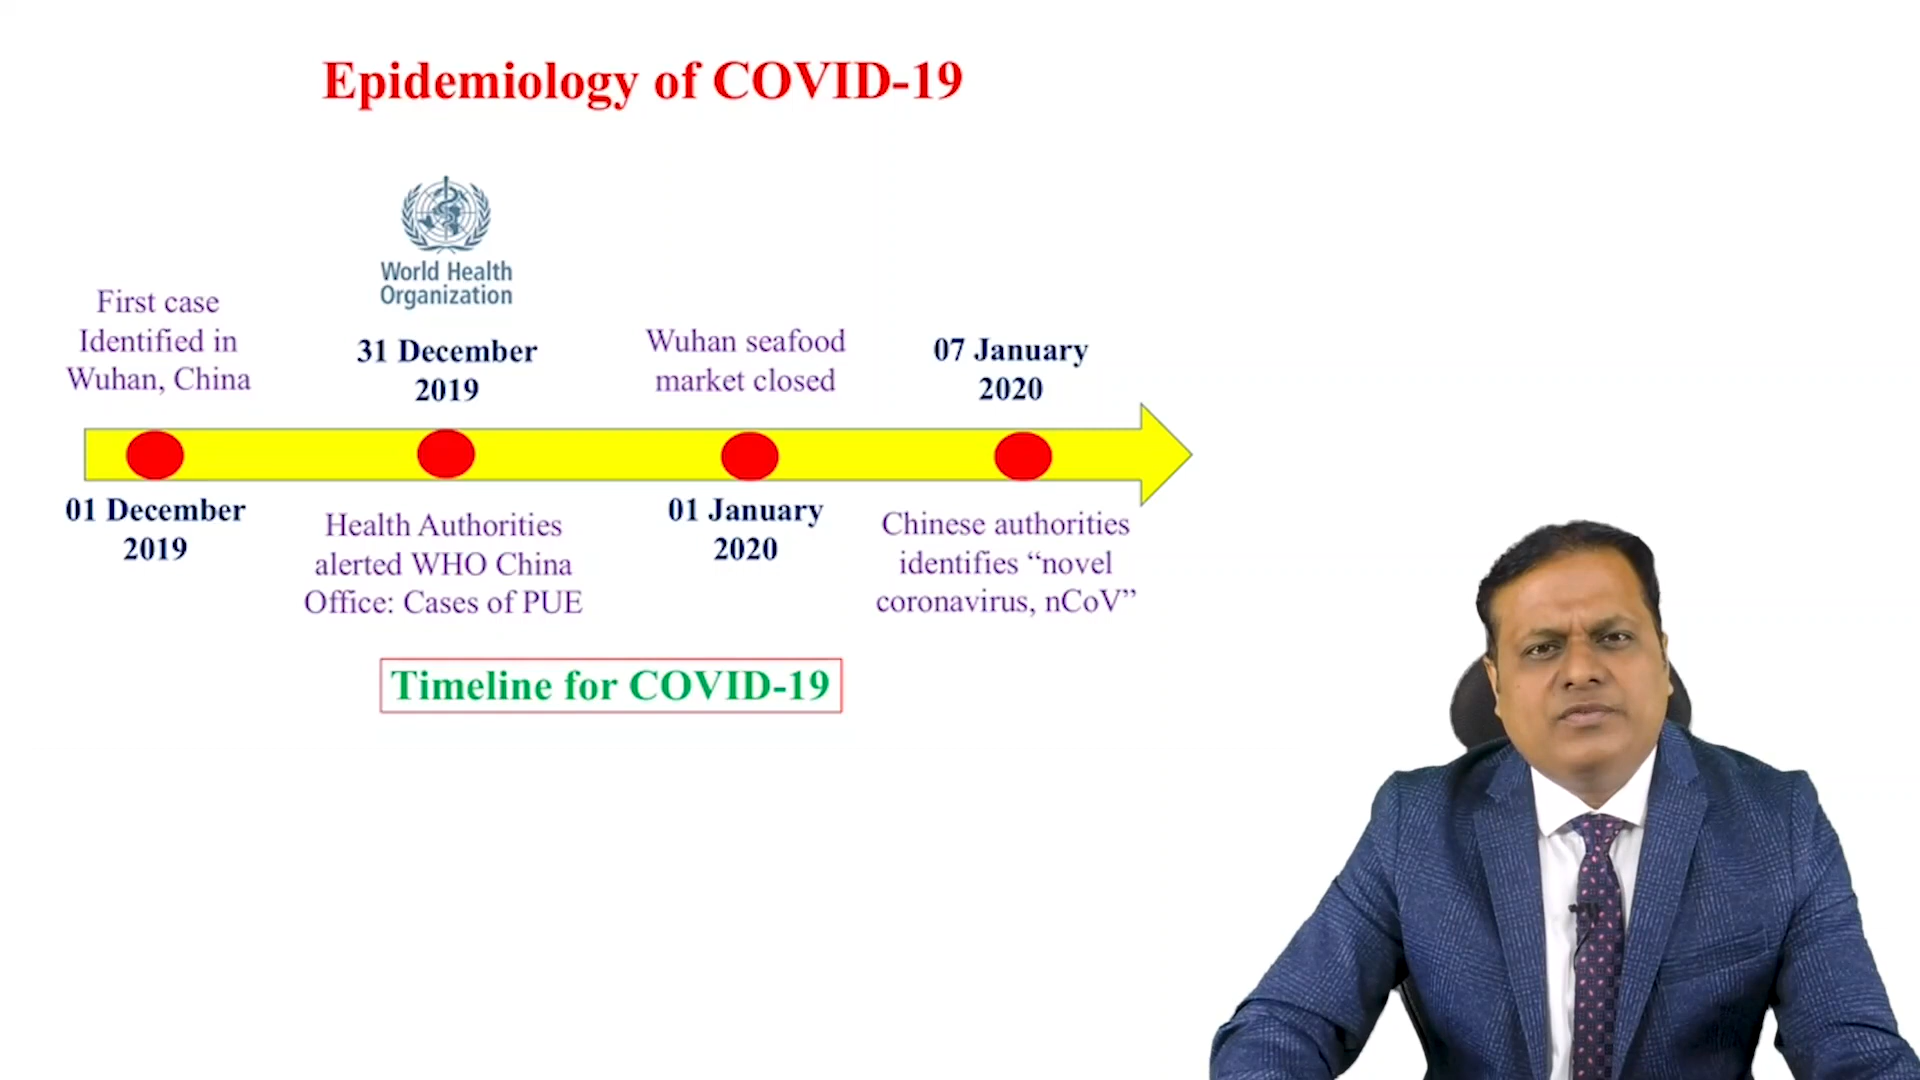 Epidemiology of COVID-19
World Health
Organization
First case
Identified in
Wuhan, China
31 December
2019
Wuhan seafood
market closed
07 January
2020
01 December
2019
Health Authorities
alerted WHO China
Office: Cases of PUE
01 January
2020
Chinese authorities
identifies “novel
coronavirus, nCoV”
Timeline for COVID-19